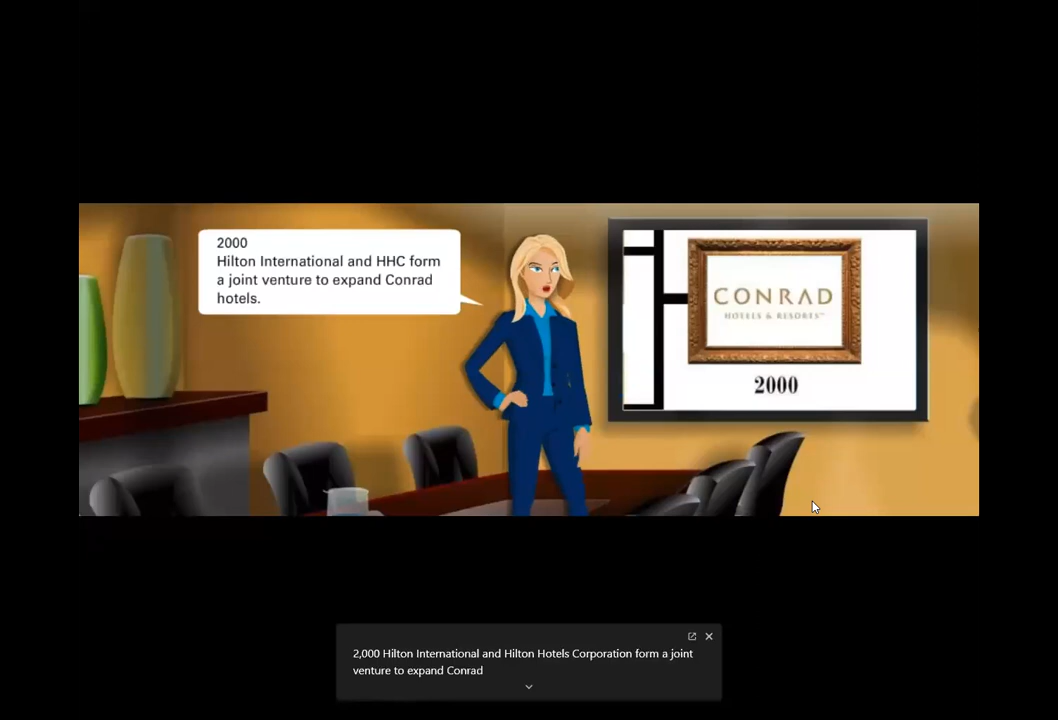 2000
Hilton International and HHC form
a joint venture to expand Conrad
hotels.
CONRAD
HOTELS & RESORTS™
2000
2,000 Hilton International and Hilton Hotels Corporation form a joint
venture to expand Conrad